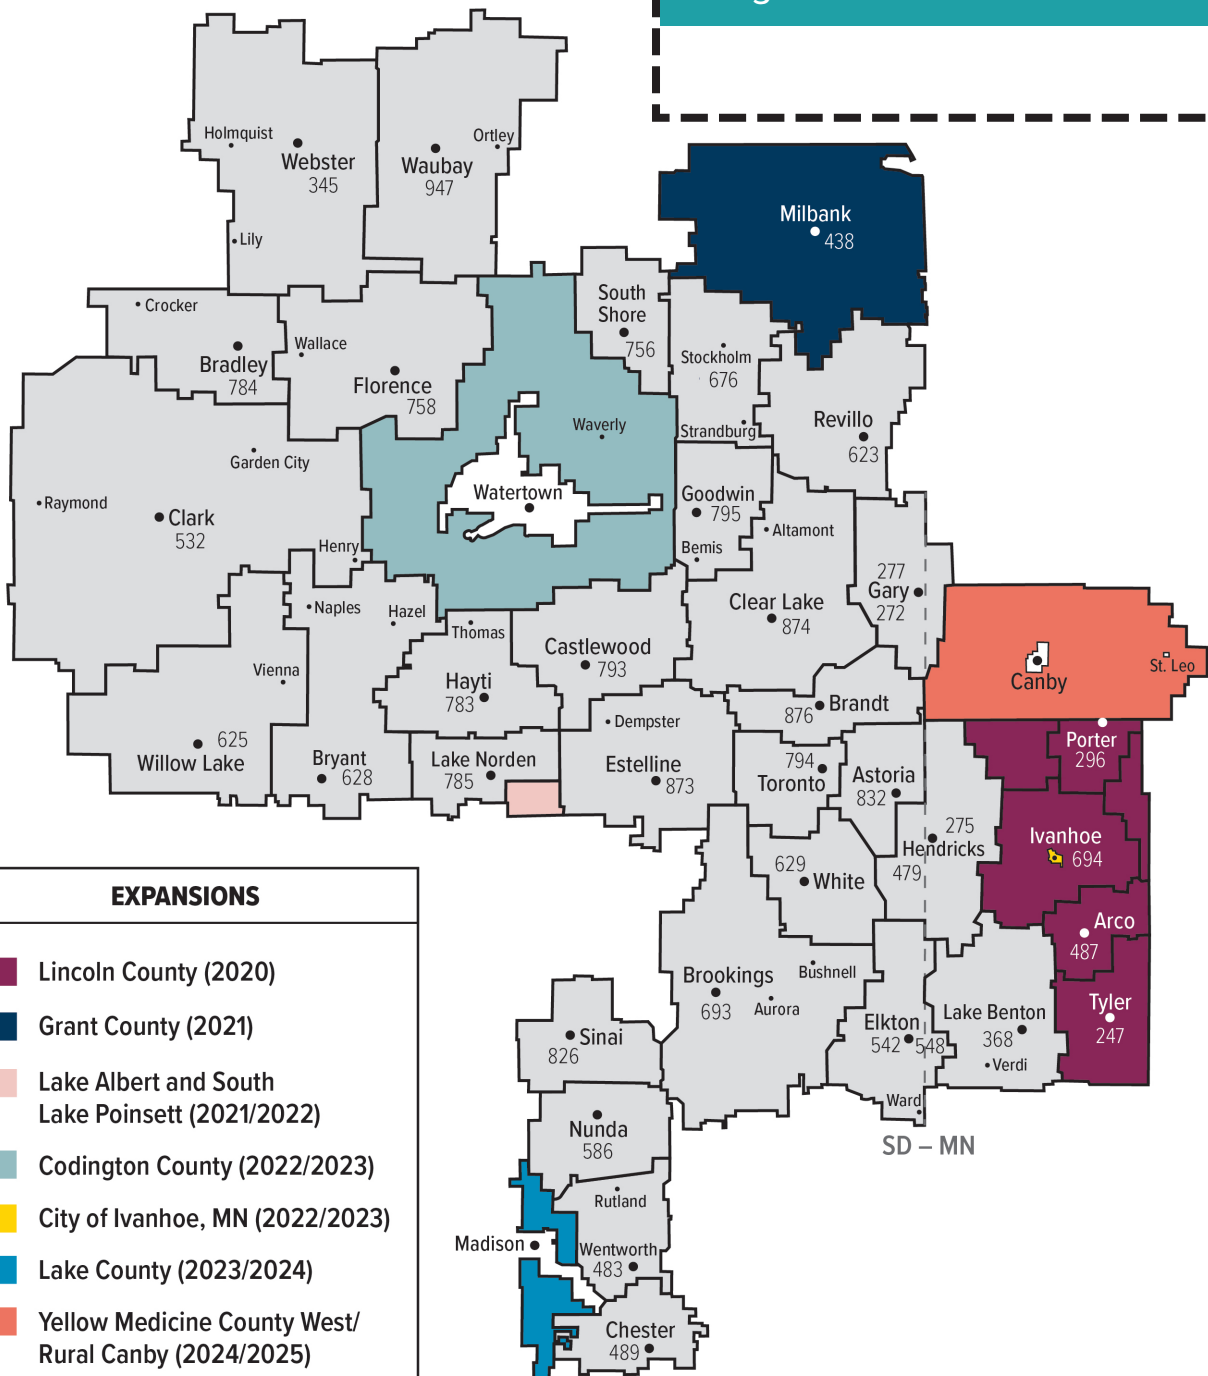 Holmquist
Webster
345
Waubay
947
Ortley
Lily
Milbank
438
Crocker
Bradley
784
Wallace
Florence
758
South
Shore
756
Stockholm
676
Strandburg
Revillo
623
Waverly
Watertown
Garden City
Raymond
Clark
532
Henry
Goodwin
795
Bemis
Altamont
277
Gary
272
Clear Lake
874
Naples
Hazel
Thomas
Castlewood
793
Vienna
Hayti
783
Canby
St. Leo
Brandt
876
Dempster
Willow Lake
625
Bryant
628
Lake Norden
785
Estelline
873
794
Toronto
Astoria
832
Porter
296
275
Hendricks
479
Ivanhoe
694
629
White
Arco
487
Brookings
693
Bushnell
Aurora
Elkton
542
548
Lake Benton
368
Verdi
Tyler
247
Ward
SD – MN
Sinai
826
Nunda
586
Rutland
Madison
Wentworth
483
Chester
489
EXPANSIONS
Lincoln County (2020)
Grant County (2021)
Lake Albert and South
Lake Poinsett (2021/2022)
Codington County (2022/2023)
City of Ivanhoe, MN (2022/2023)
Lake County (2023/2024)
Yellow Medicine County West/
Rural Canby (2024/2025)